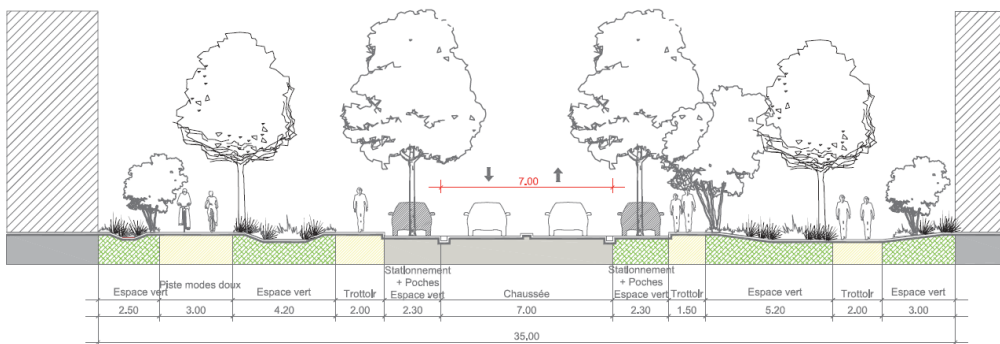 7.00
Espace vert
Piste modes doux
Espace vert
Trottoir
Stationnement
+ Poches
Espace vert
Chaussée
Stationnement
+ Poches
Espace vert
Trottoir
Espace vert
Trottoir
Espace vert
2.50 3.00 4.20 2.00 2.30 7.00 2.30 1.50 5.20 2.00 3.00
35.00